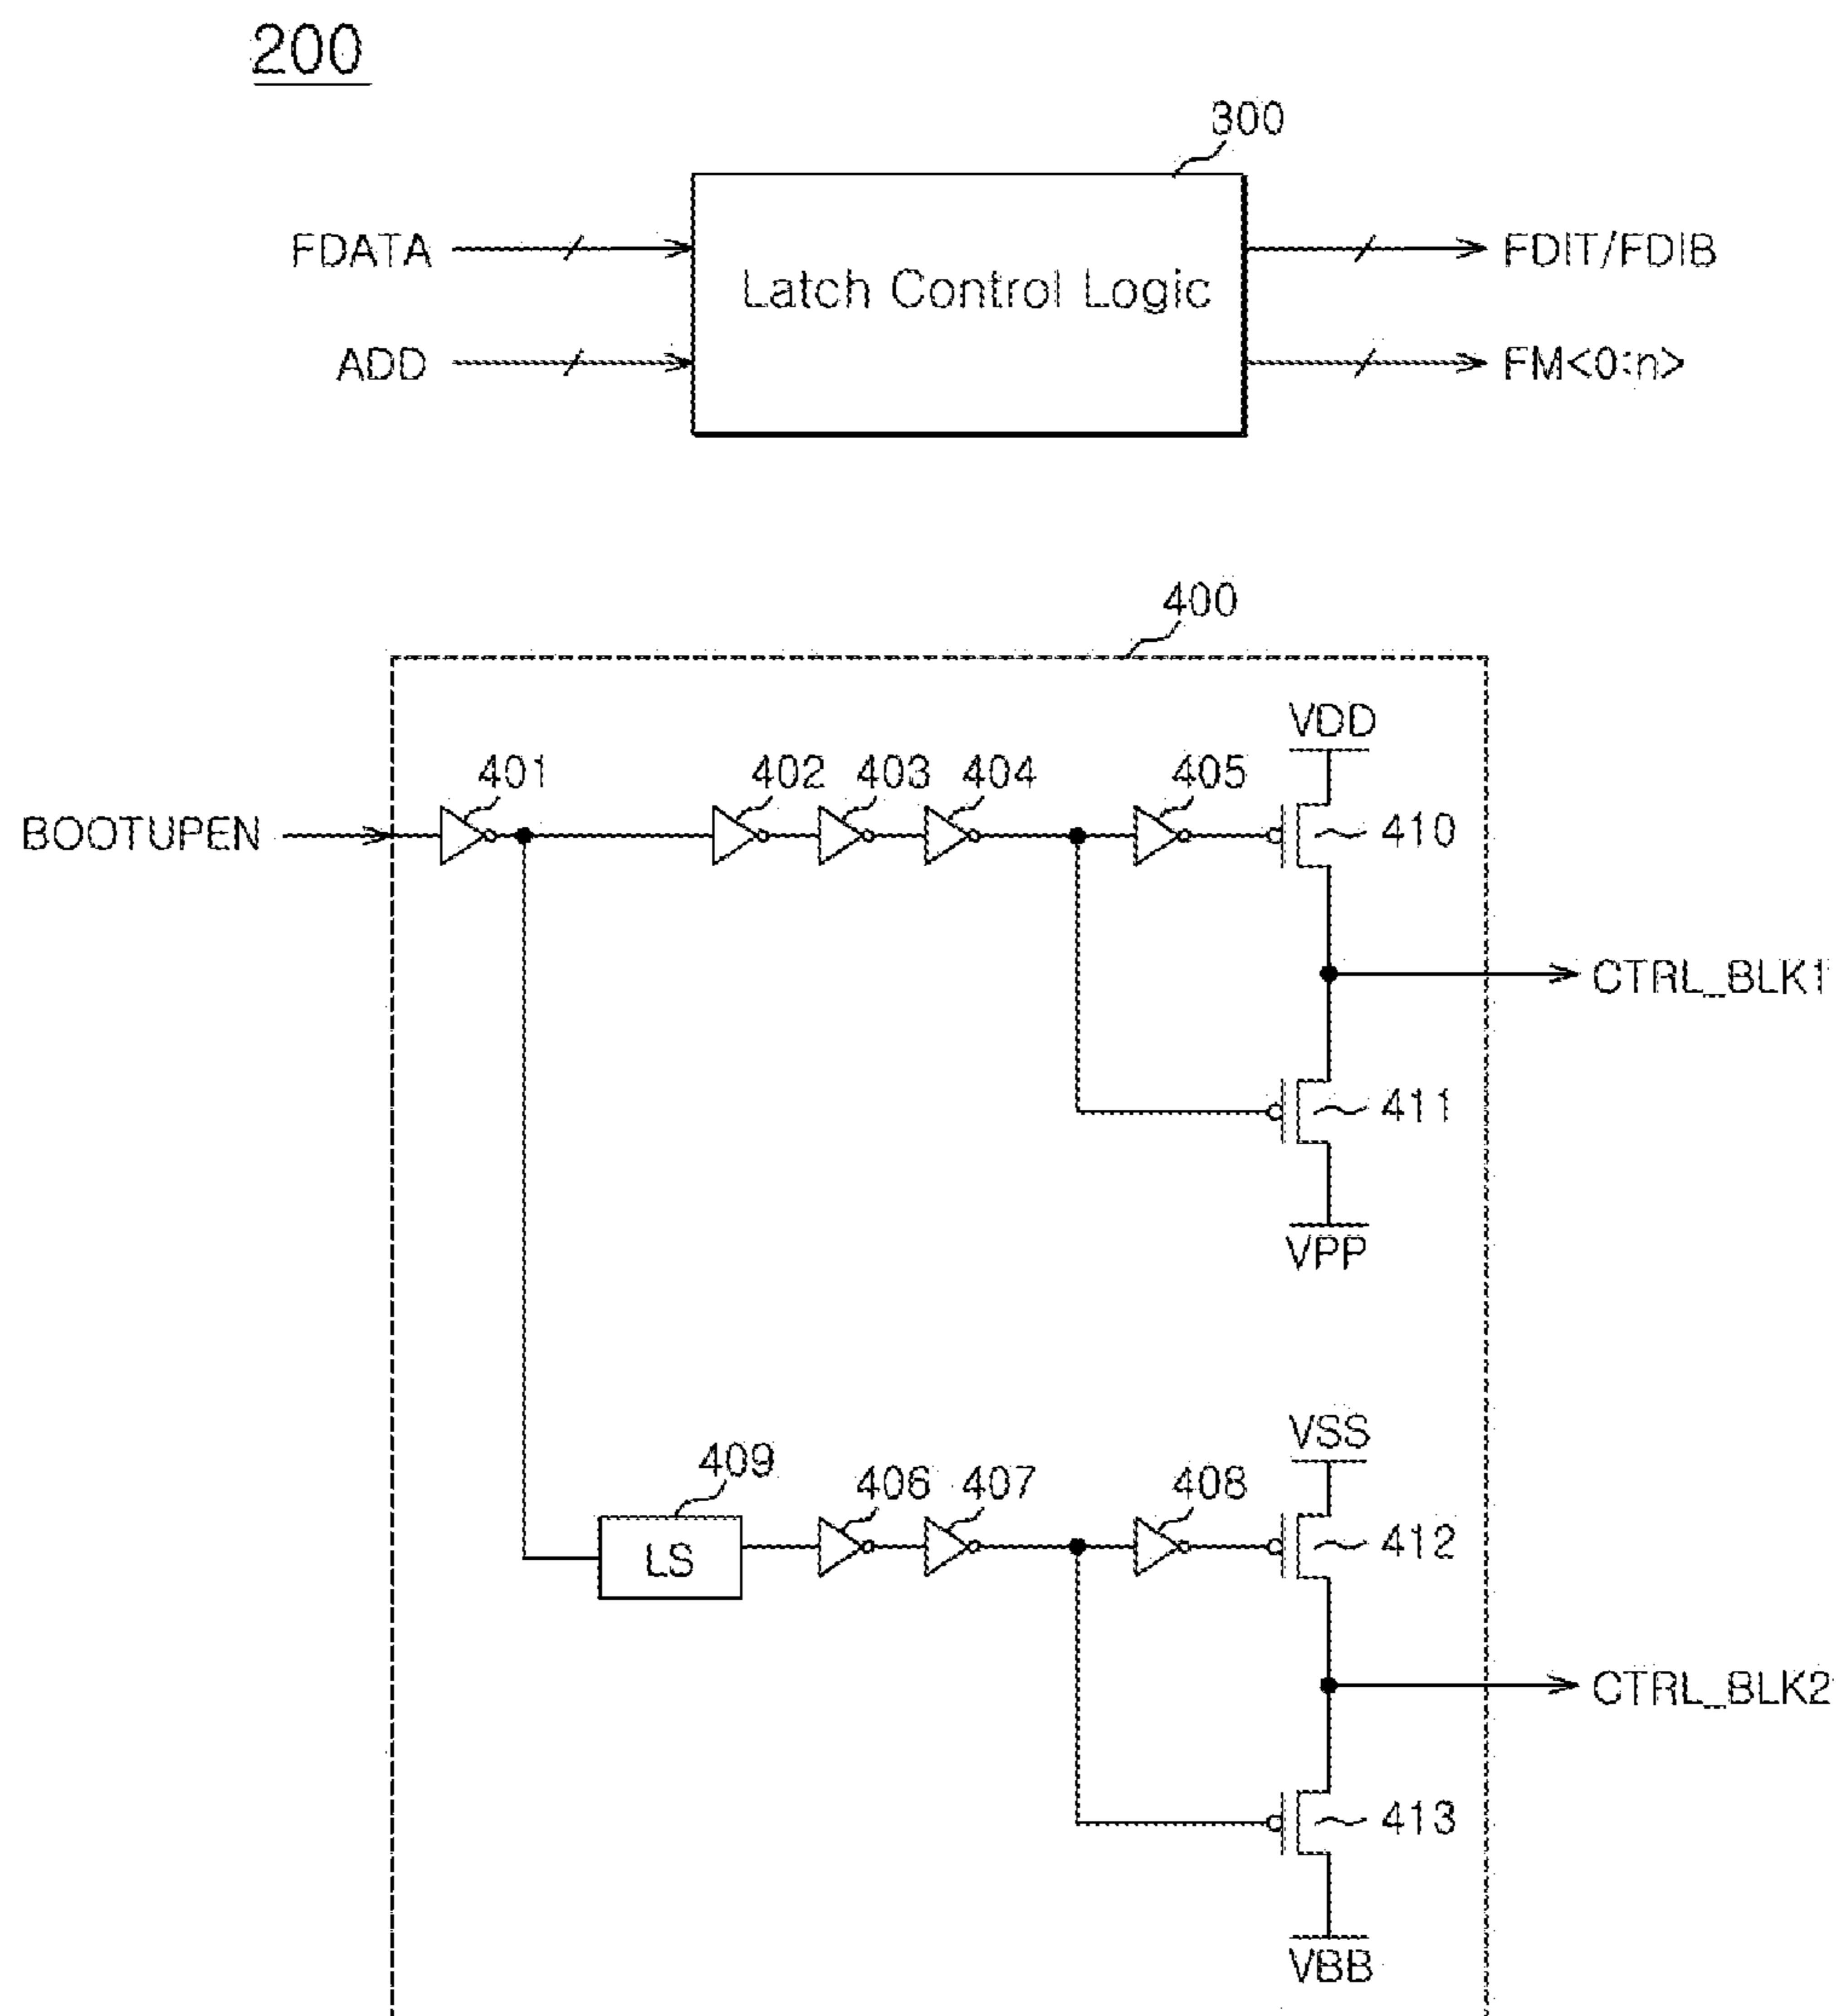 200
300
FDATA
FDIT/FDIB
Latch Control Logic
ADD
FM<0:n>
400
VDD
401
402
403
404
405
BOOTUPEN
410
CTRL_BLK1
411
VPP
VSS
409
406
407
408
LS
412
CTRL_BLK2
413
VBB